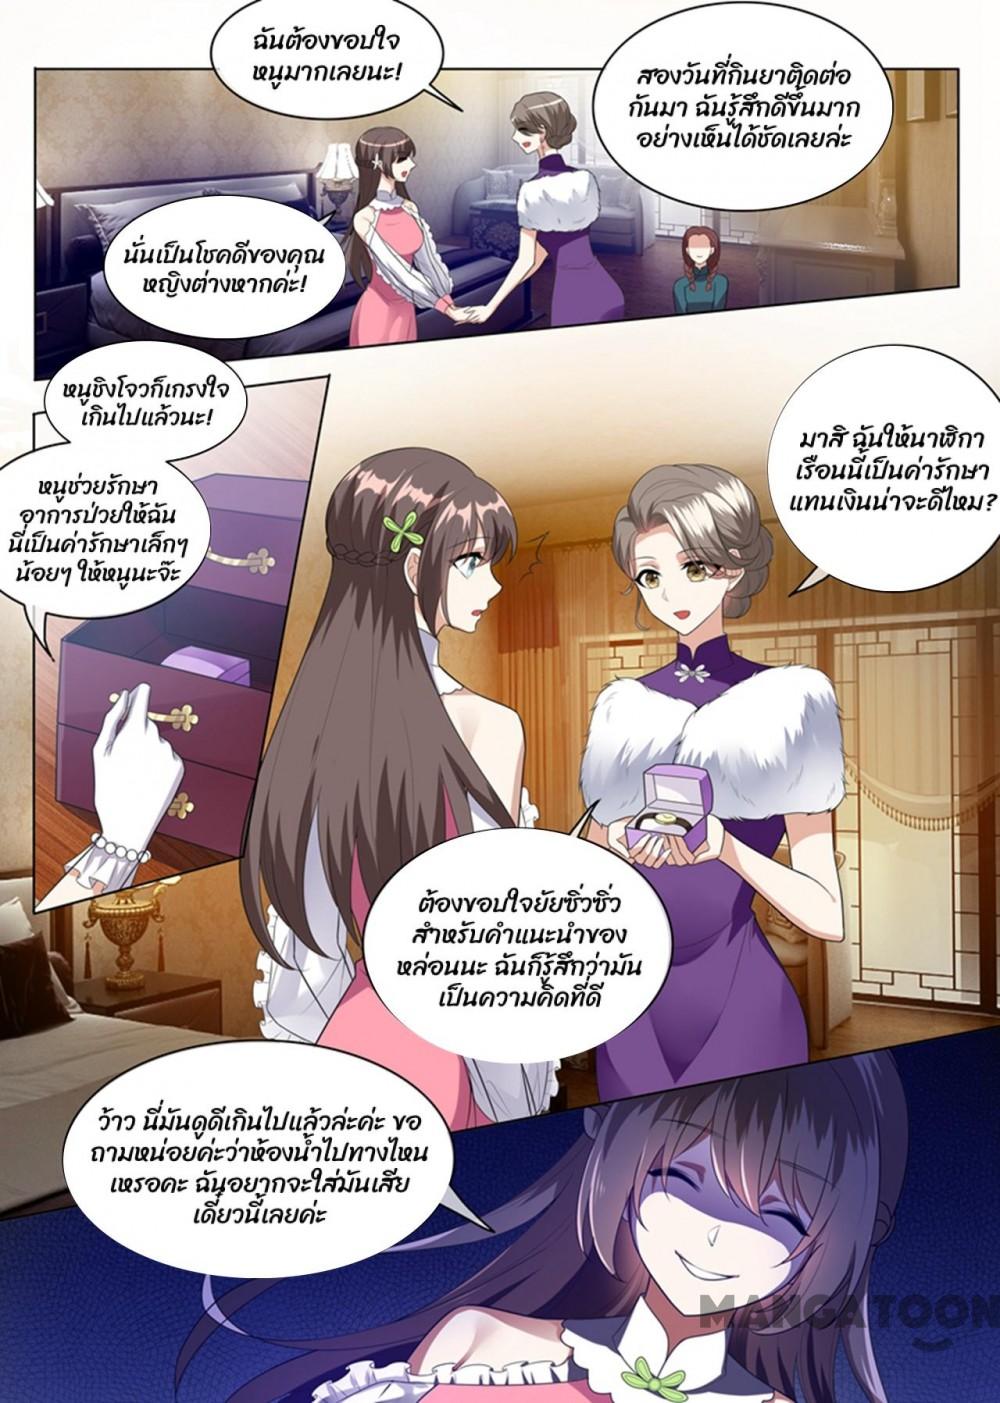 ฉันต้องขอบใจ
หนูมากเลยนะ!
สองวันที่กินยาติดต่อ
กันมา ฉันรู้สึกดีขึ้นมาก
อย่างเห็นได้ชัดเลยล่ะ
นั่นเป็นโชคดีของคุณ
หญิงต่างหากค่ะ!
หนูชิงโจวก็เกรงใจ
เกินไปแล้วนะ!
หนูช่วยรักษา
อาการป่วยให้ฉัน
นี่เป็นค่ารักษาเล็กๆ
น้อยๆ ให้หนูนะจ๊ะ
มาสิ ฉันให้นาฬิกา
เรือนนี้เป็นค่ารักษา
แทนเงินน่าจะดีไหม?
ต้องขอบใจยัยซิ่วซิ่ว
สำหรับคำแนะนำของ
หล่อนนะ ฉันก็รู้สึกว่ามัน
เป็นความคิดที่ดี
ว้าว นี่มันดูดีเกินไปแล้วล่ะค่ะ ขอ
ถามหน่อยค่ะว่าห้องน้ำไปทางไหน
เหรอคะ ฉันอยากจะใส่มันเสีย
เดี๋ยวนี้เลยค่ะ
MANGATOON